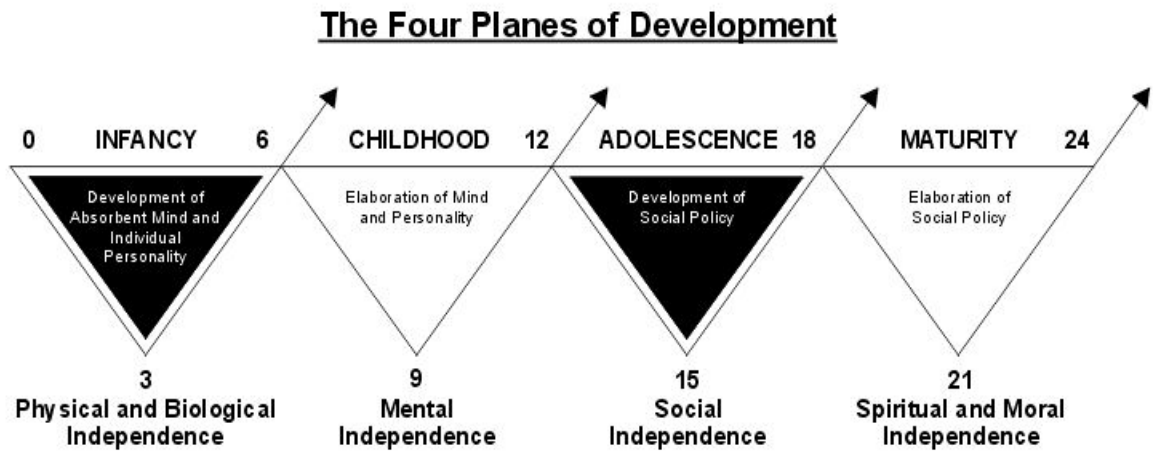 The Four Planes of Development
0 INFANCY 6 CHILDHOOD 12 ADOLESCENCE 18 MATURITY 24
Development of
Absorbent Mind and
Individual
Personality
Elaboration of Mind
and Personality
Development of
Social Policy
Elaboration of
Social Policy
3
Physical and Biological
Independence
9
Mental
Independence
15
Social
Independence
21
Spiritual and Moral
Independence